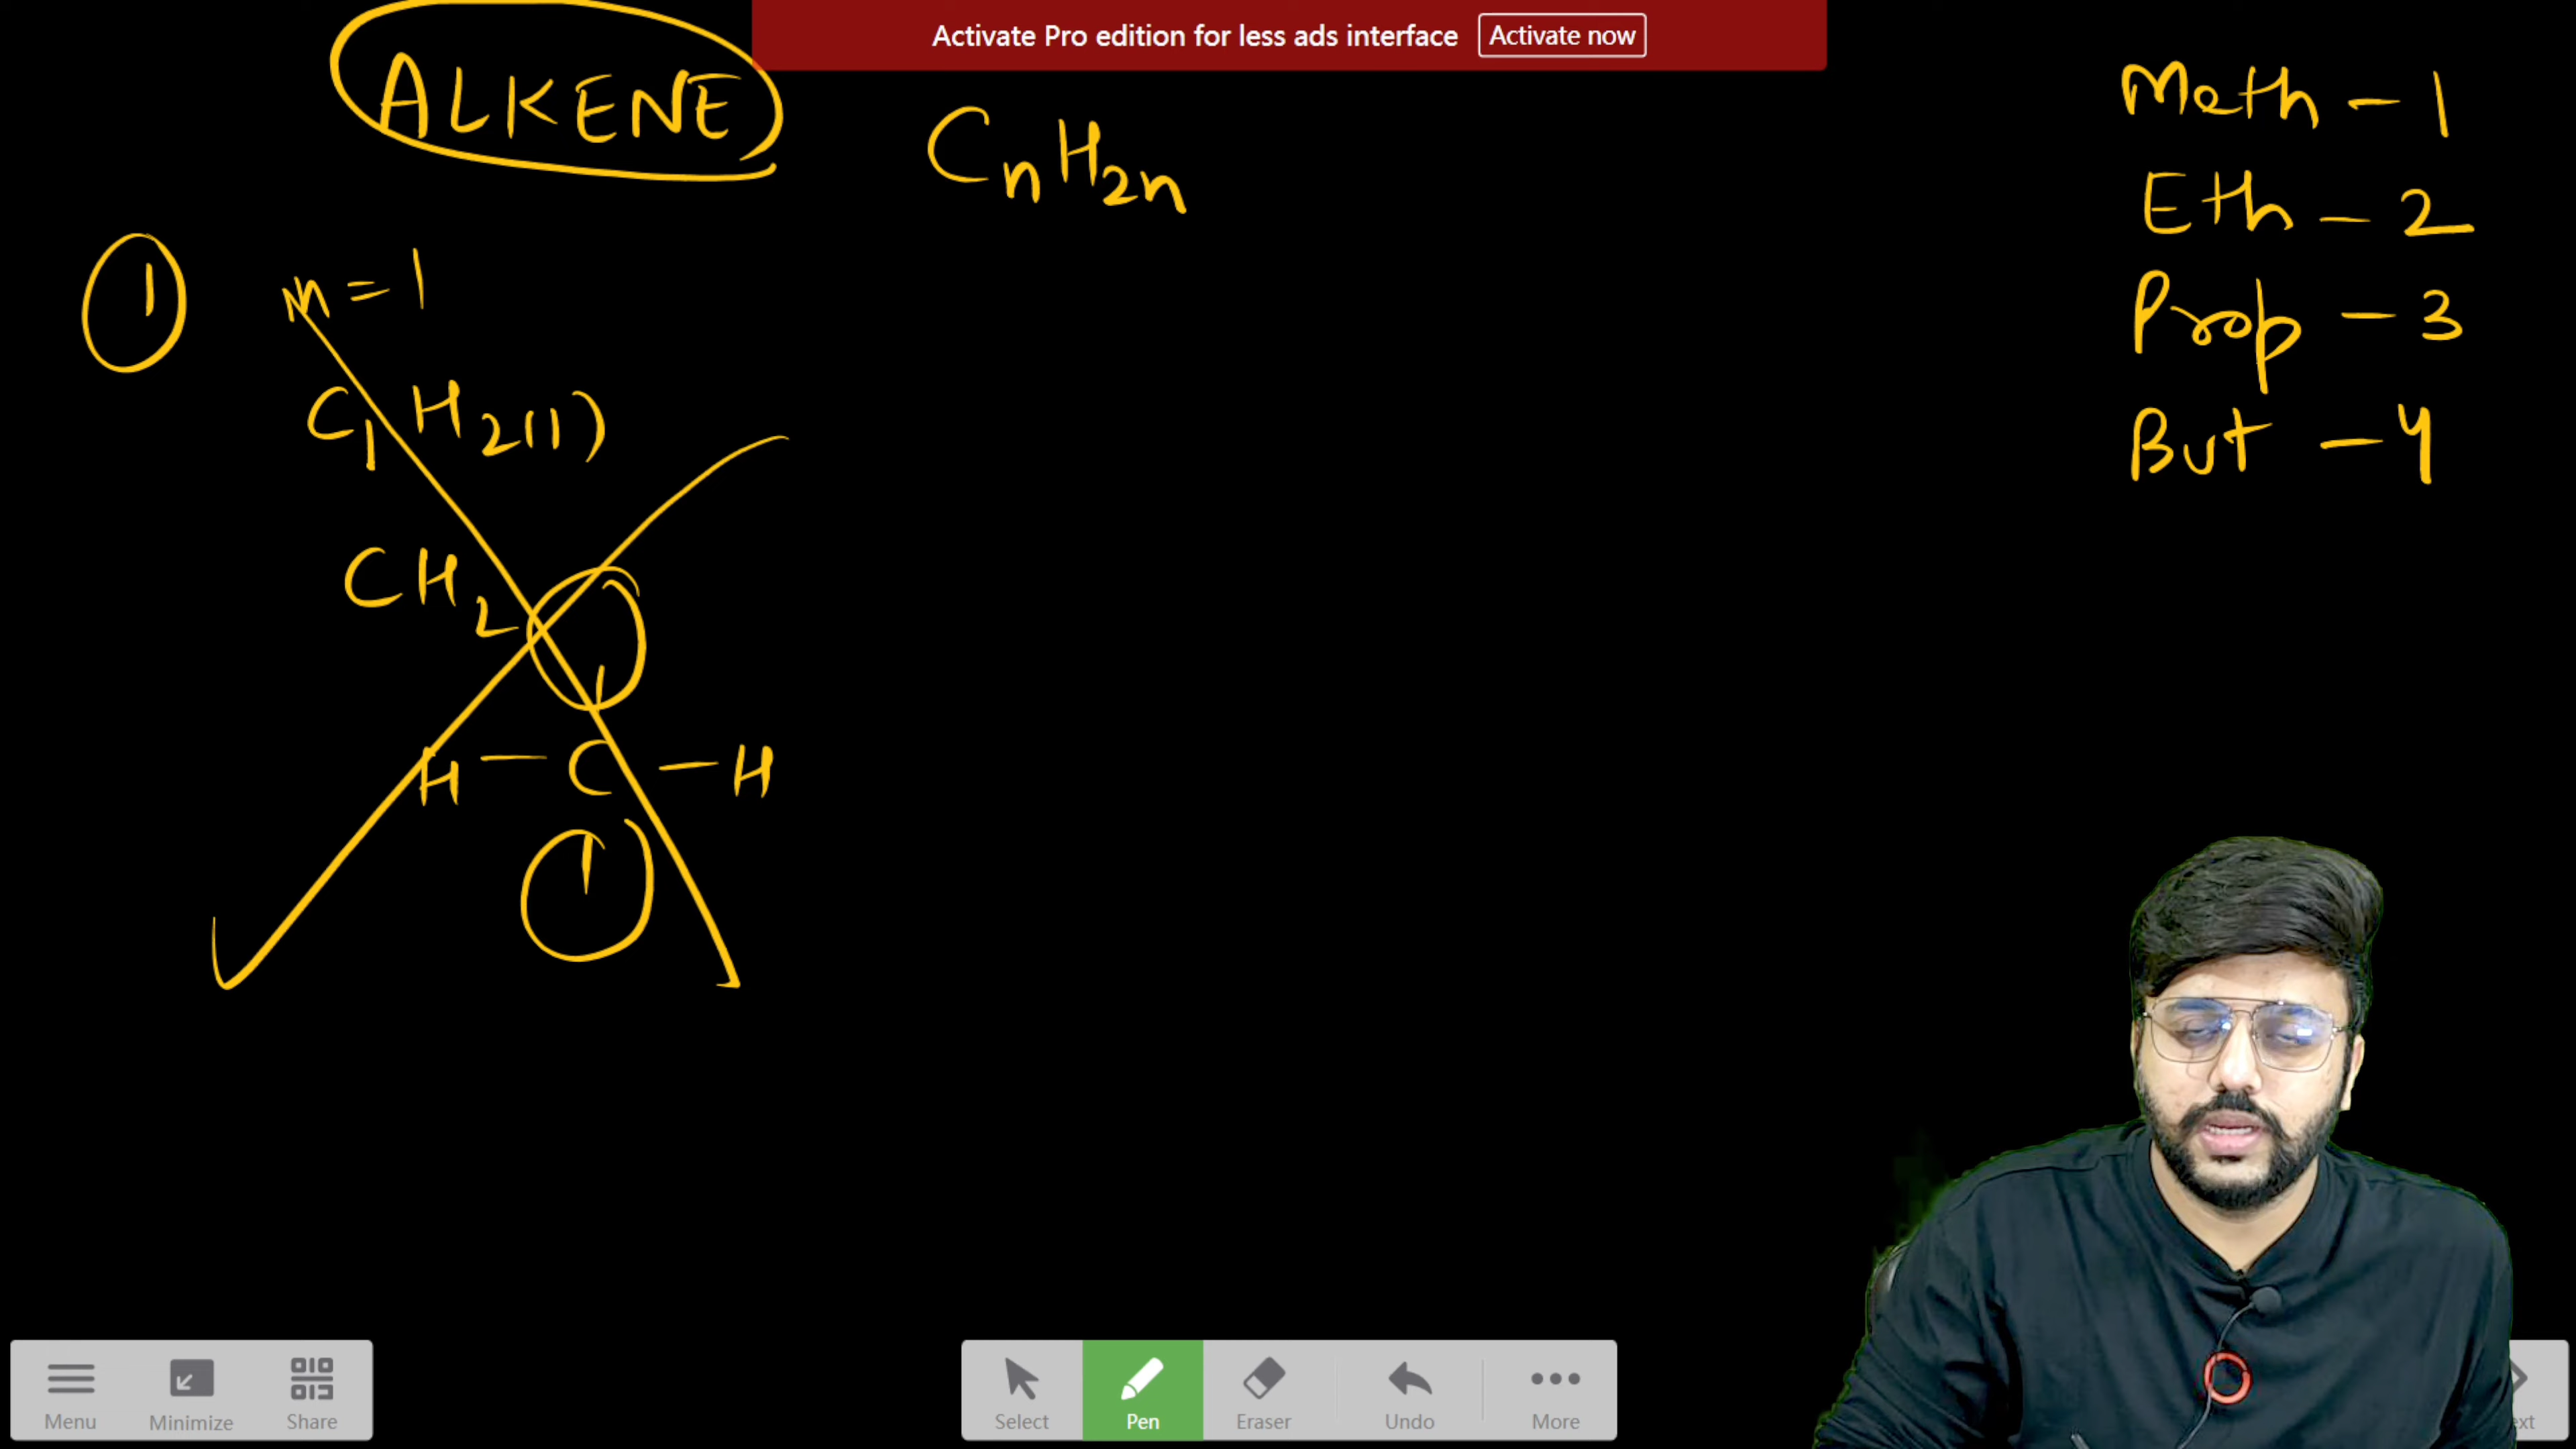 Activate Pro edition for less ads interface Activate now
ALKENE
CnH2n
Meth - 1
Eth - 2
Prop - 3
But - 4
1
n = 1
C1H2(1)
CH2
H - C - H
Menu
Minimize
Share
Select
Pen
Eraser
Undo
More